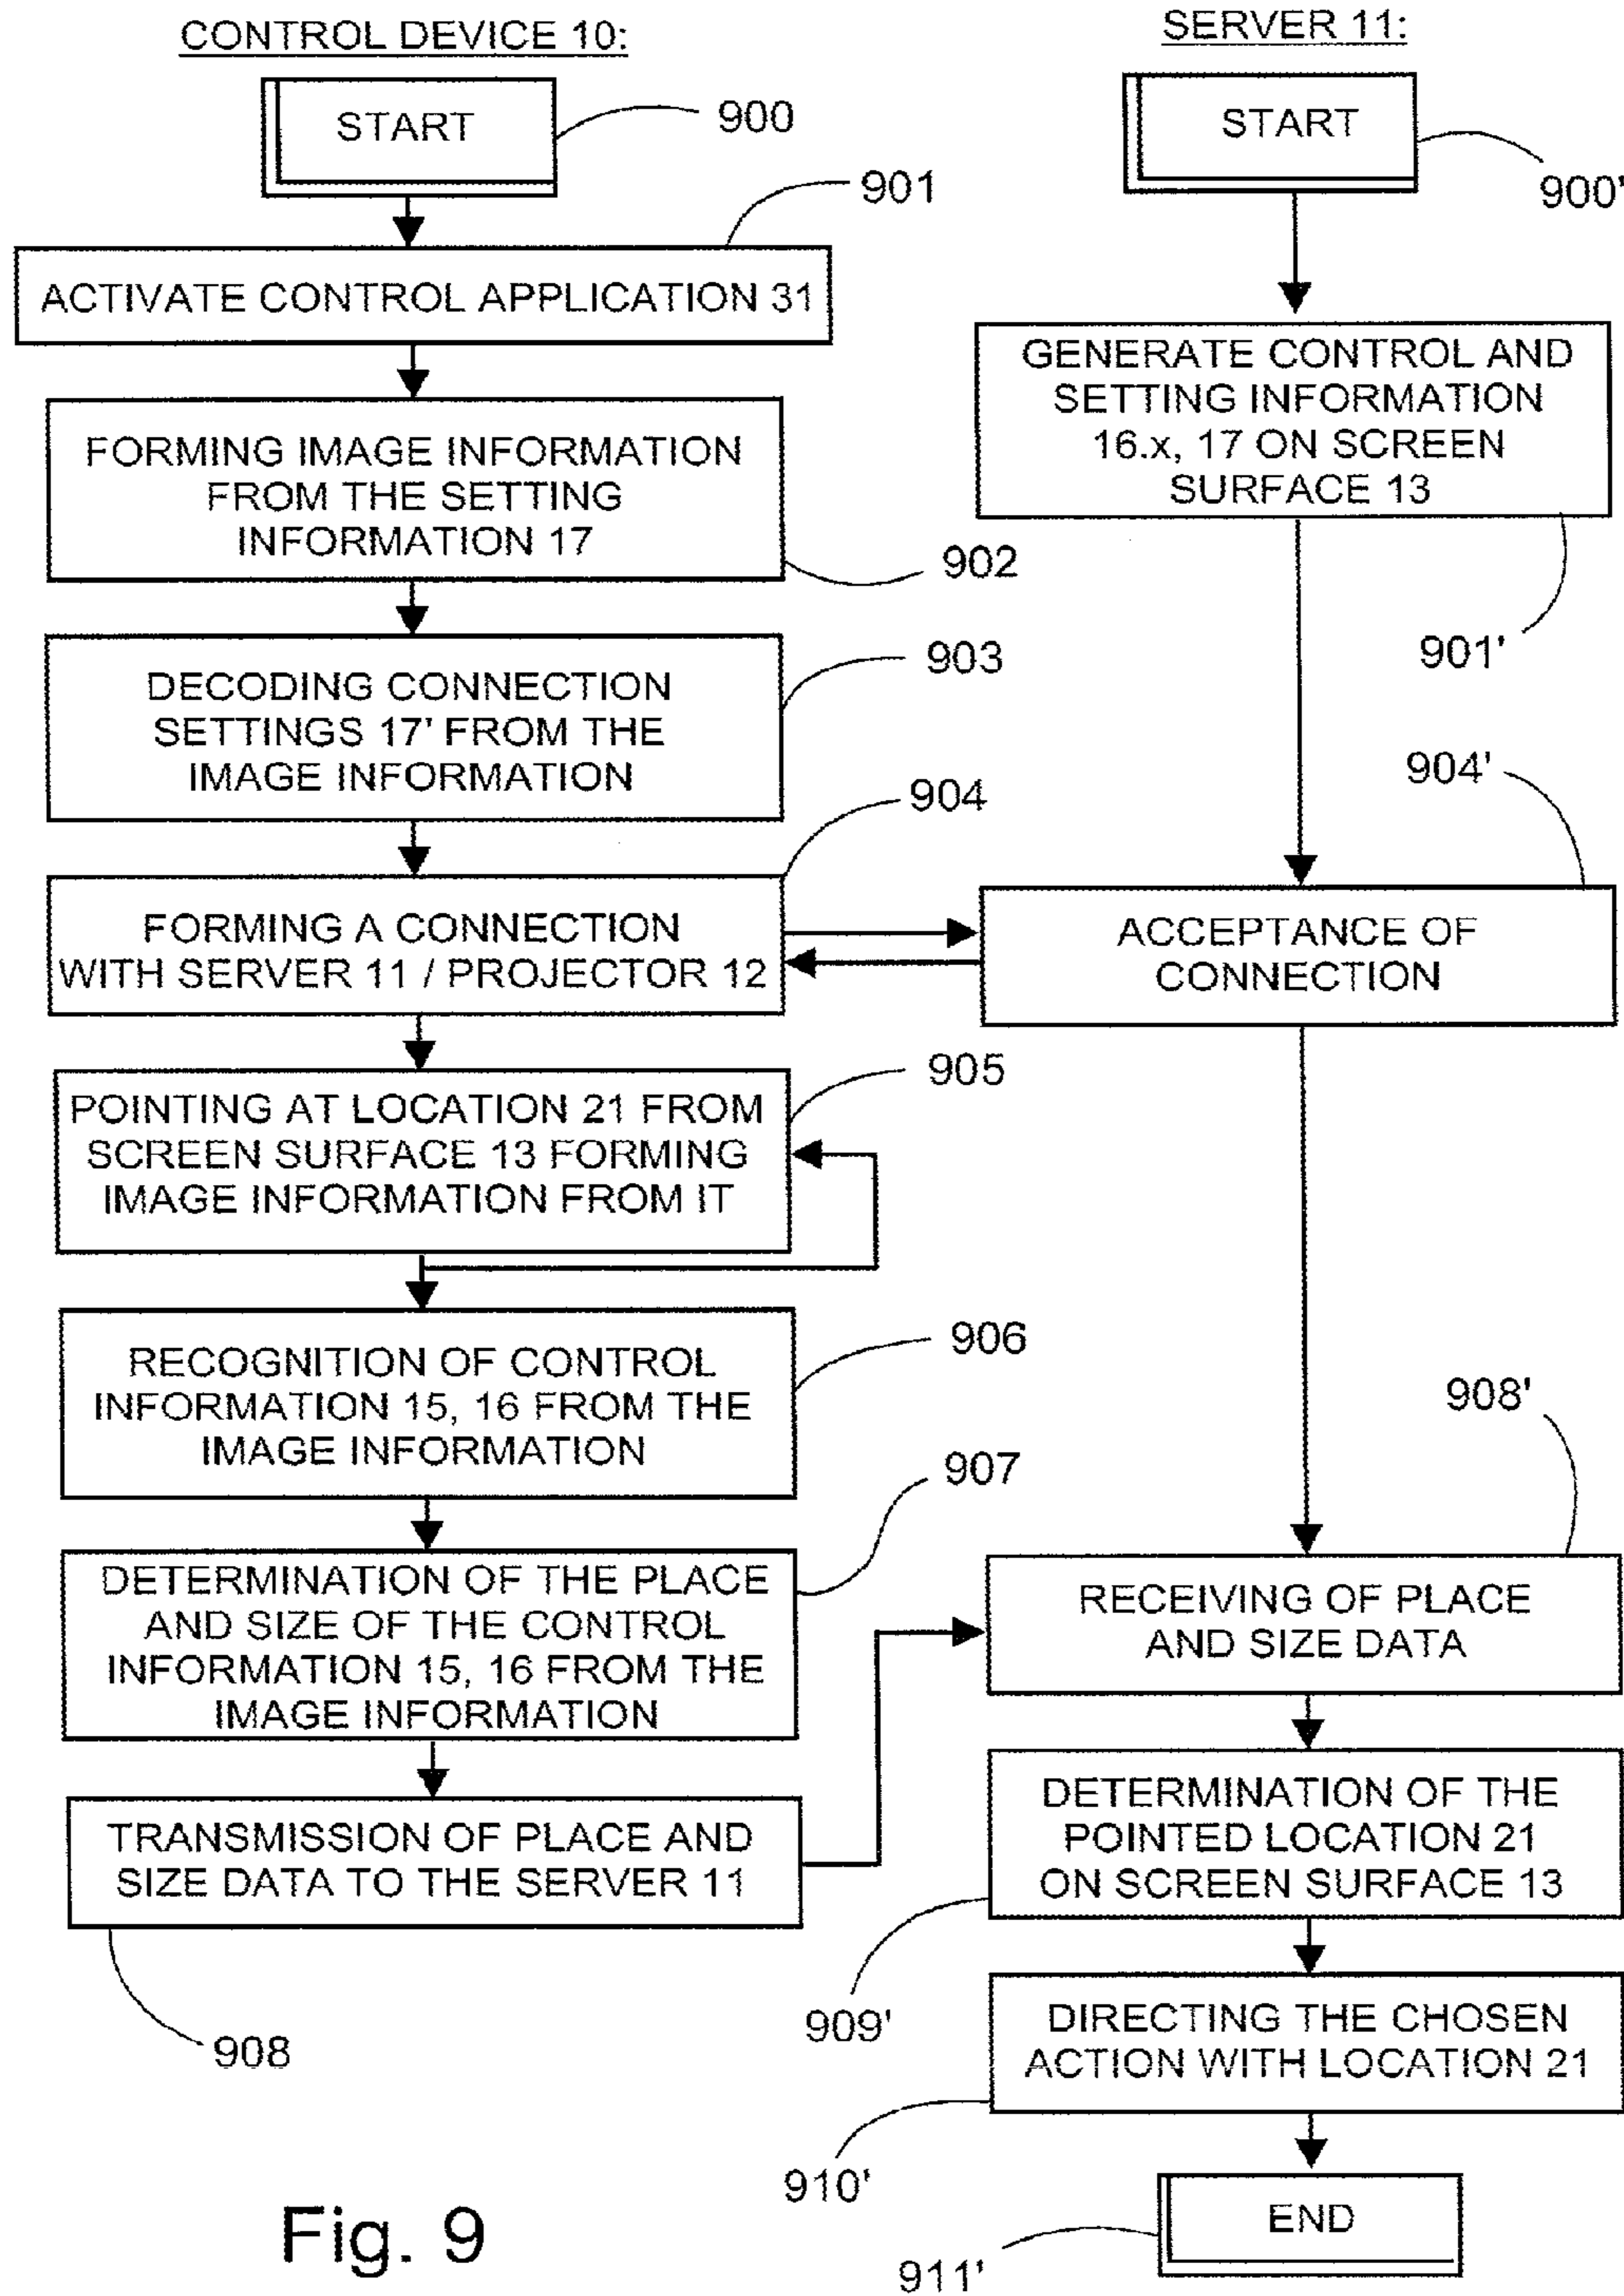 CONTROL DEVICE 10:
START
900
901
ACTIVATE CONTROL APPLICATION 31
FORMING IMAGE INFORMATION
FROM THE SETTING
INFORMATION 17
902
DECODING CONNECTION
SETTINGS 17' FROM THE
IMAGE INFORMATION
903
904
FORMING A CONNECTION
WITH SERVER 11 / PROJECTOR 12
905
POINTING AT LOCATION 21 FROM
SCREEN SURFACE 13 FORMING
IMAGE INFORMATION FROM IT
906
RECOGNITION OF CONTROL
INFORMATION 15, 16 FROM THE
IMAGE INFORMATION
907
DETERMINATION OF THE PLACE
AND SIZE OF THE CONTROL
INFORMATION 15, 16 FROM THE
IMAGE INFORMATION
TRANSMISSION OF PLACE AND
SIZE DATA TO THE SERVER 11
908
SERVER 11:
START
900'
GENERATE CONTROL AND
SETTING INFORMATION
16.x, 17 ON SCREEN
SURFACE 13
901'
904'
ACCEPTANCE OF
CONNECTION
908'
RECEIVING OF PLACE
AND SIZE DATA
DETERMINATION OF THE
POINTED LOCATION 21
ON SCREEN SURFACE 13
909'
DIRECTING THE CHOSEN
ACTION WITH LOCATION 21
910'
END
911'
Fig. 9